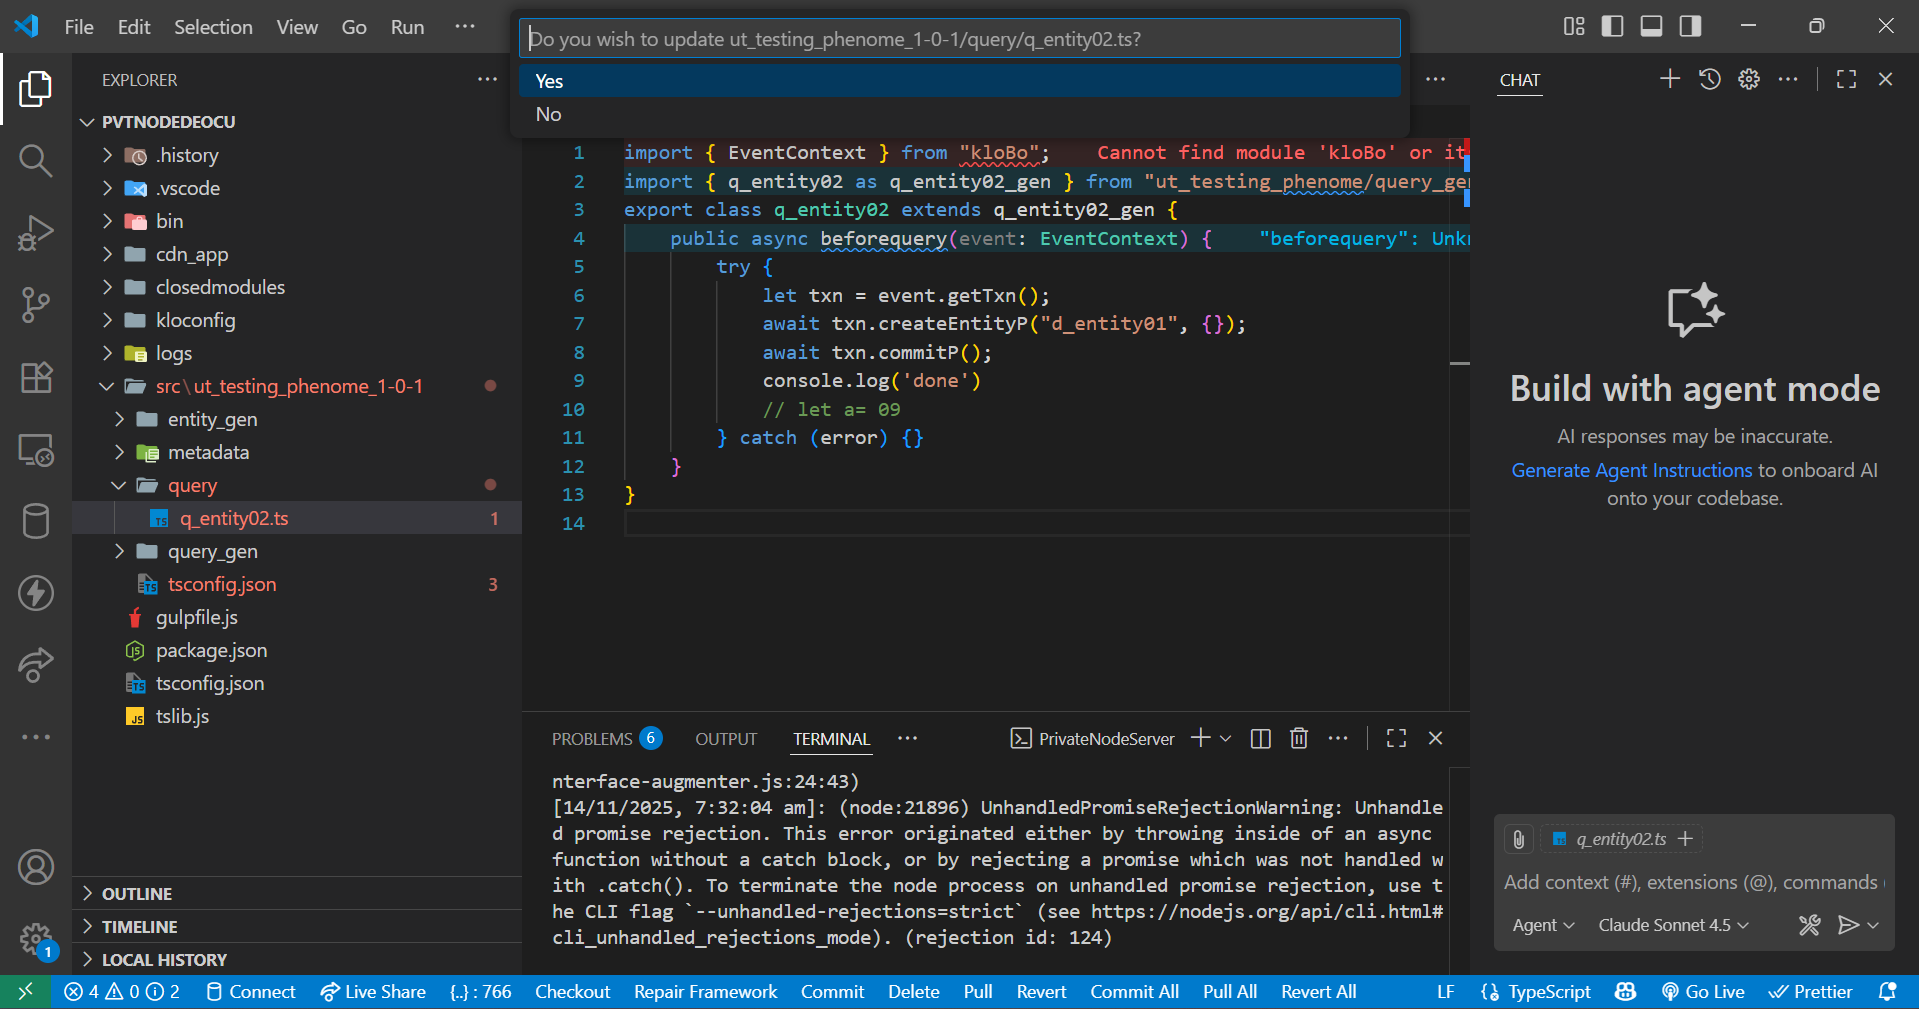 File Edit Selection View Go Run ···
Do you wish to update ut_testing_phenome_1-0-1/query/q_entity02.ts?
Yes
No
EXPLORER
PVTNODEDEOCU
.history
.vscode
bin
cdn_app
closedmodules
kloconfig
logs
src\ut_testing_phenome_1-0-1
entity_gen
metadata
query
q_entity02.ts 1
query_gen
tsconfig.json 3
gulpfile.js
package.json
tsconfig.json
tslib.js
OUTLINE
TIMELINE
LOCAL HISTORY
1 import { EventContext } from "kloBo"; Cannot find module 'kloBo' or it
2 import { q_entity02 as q_entity02_gen } from "ut_testing_phenome/query_ge
3 export class q_entity02 extends q_entity02_gen {
4 public async beforequery(event: EventContext) { "beforequery": Unk
5 try {
6 let txn = event.getTxn();
7 await txn.createEntityP("d_entity01", {});
8 await txn.commitP();
9 console.log('done')
10 // let a= 09
11 } catch (error) {}
12 }
13 }
14
PROBLEMS 6 OUTPUT TERMINAL ··· PrivateNodeServer
nterface-augmenter.js:24:43)
[14/11/2025, 7:32:04 am]: (node:21896) UnhandledPromiseRejectionWarning: Unhandle
d promise rejection. This error originated either by throwing inside of an async
function without a catch block, or by rejecting a promise which was not handled w
ith .catch(). To terminate the node process on unhandled promise rejection, use t
he CLI flag `--unhandled-rejections=strict` (see https://nodejs.org/api/cli.html#
cli_unhandled_rejections_mode). (rejection id: 124)
CHAT
Build with agent mode
AI responses may be inaccurate.
Generate Agent Instructions to onboard AI
onto your codebase.
q_entity02.ts
Add context (#), extensions (@), commands
Agent Claude Sonnet 4.5
1
4 0 2 Connect Live Share {..} : 766 Checkout Repair Framework Commit Delete Pull Revert Commit All Pull All Revert All LF TypeScript Go Live Prettier